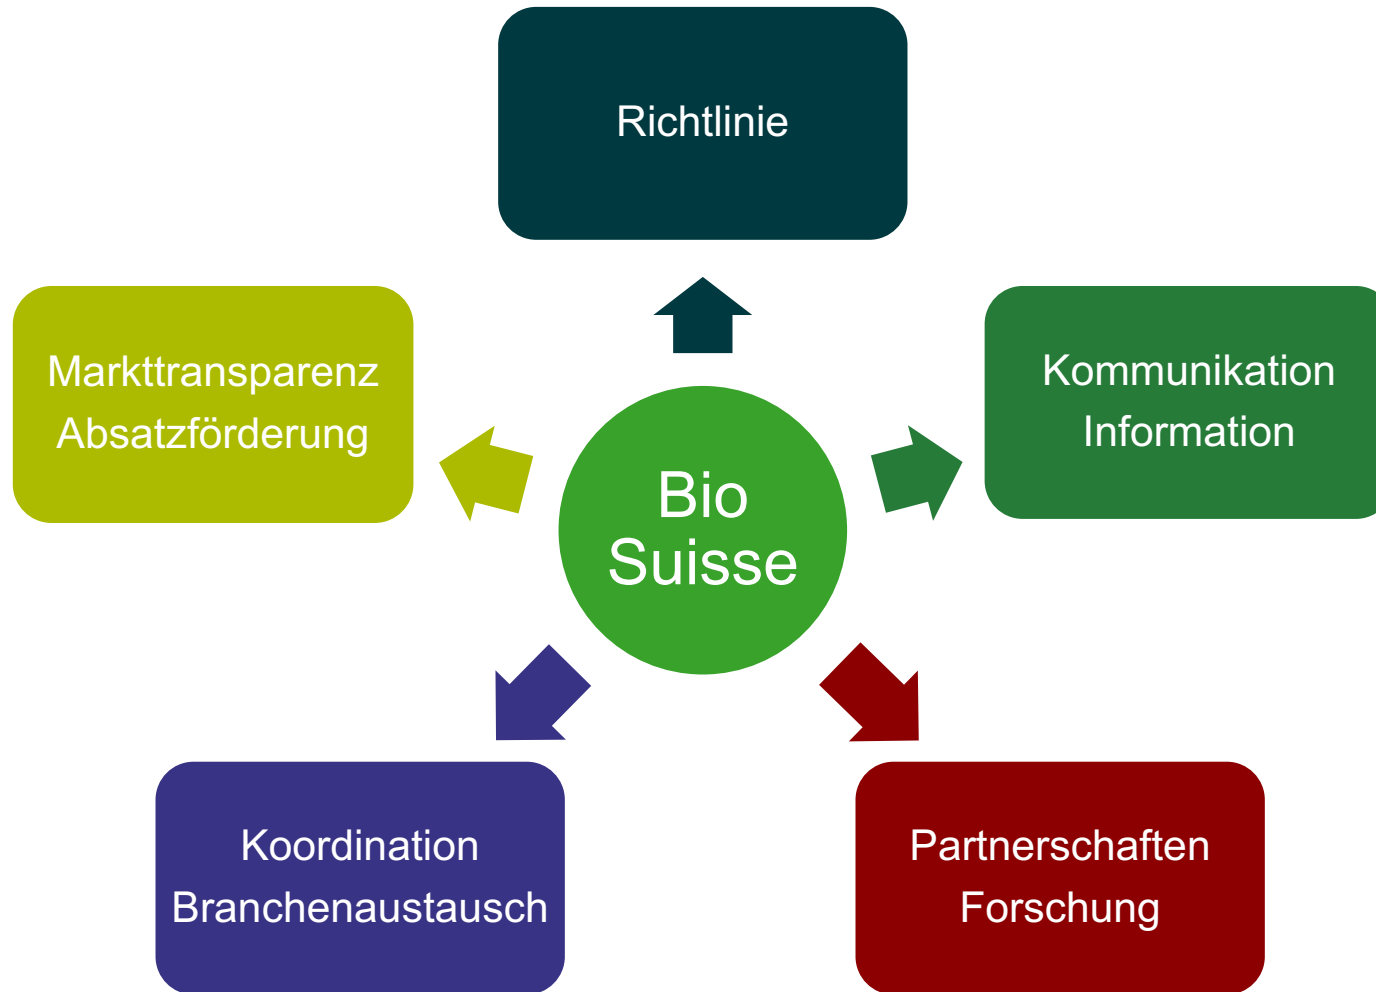 Richtlinie
Markttransparenz
Absatzförderung
Kommunikation
Information
Bio
Suisse
Koordination
Branchenaustausch
Partnerschaften
Forschung